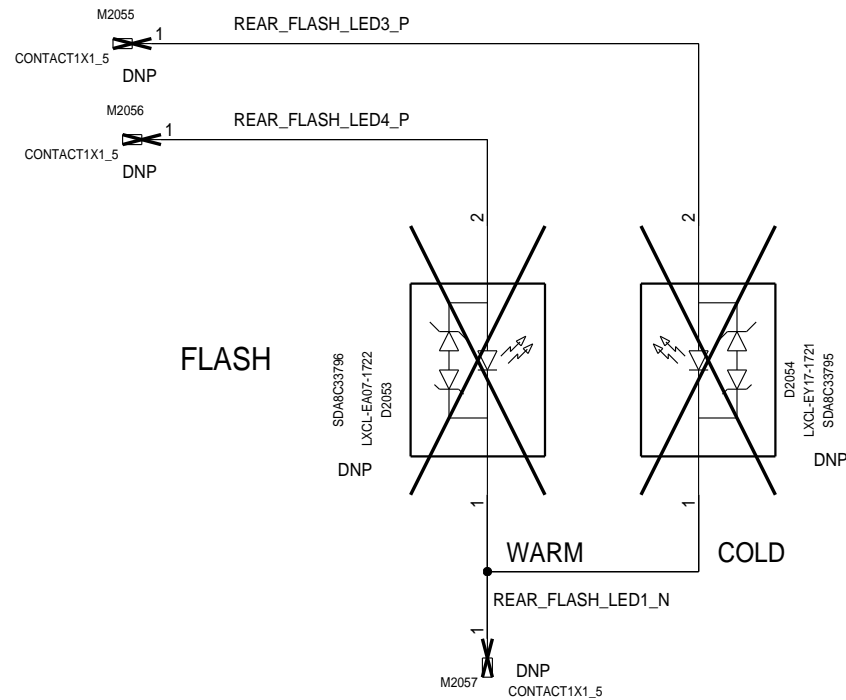 M2055
1
REAR_FLASH_LED3_P
CONTACT1X1_5
DNP
M2056
1
REAR_FLASH_LED4_P
CONTACT1X1_5
DNP
2
2
FLASH
SDA8C33796
LXCL-EA07-1722
D2053
D2054
LXCL-EY17-1721
SDA8C33795
DNP
DNP
1
1
WARM
COLD
REAR_FLASH_LED1_N
1
M2057
DNP
CONTACT1X1_5